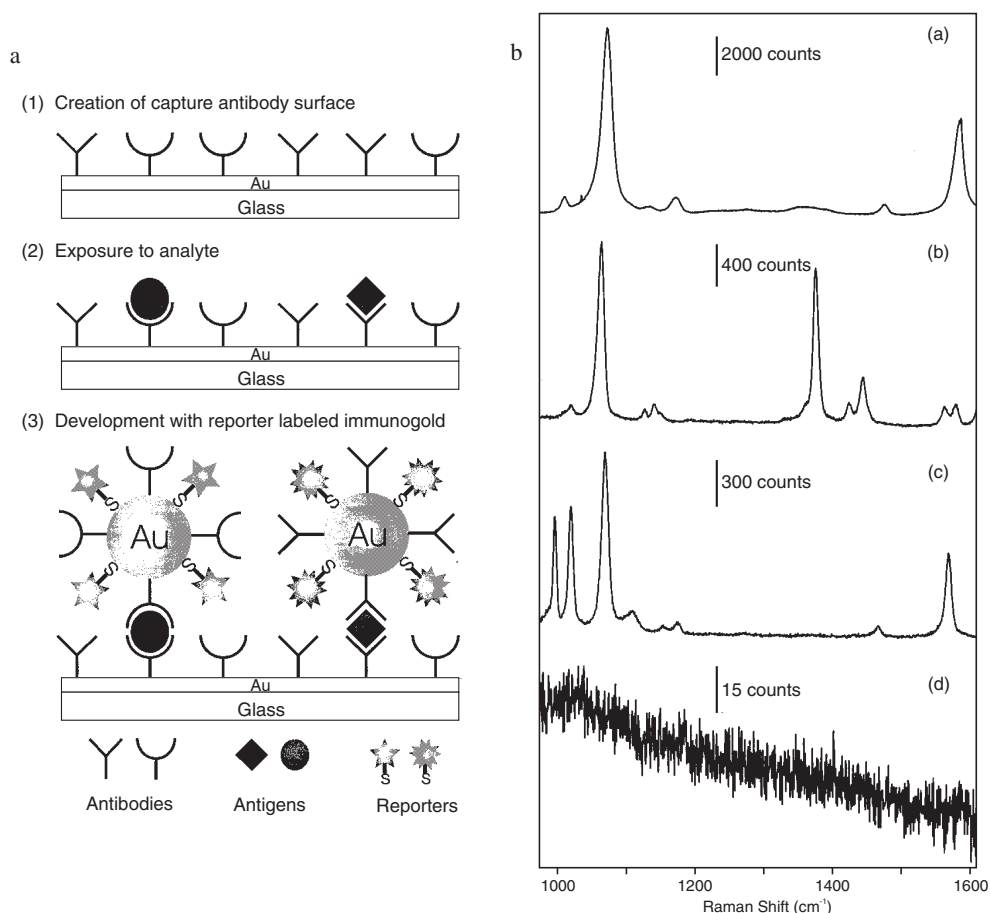 a
(1) Creation of capture antibody surface
Au
Glass
(2) Exposure to analyte
Au
Glass
(3) Development with reporter labeled immunogold
S S S S
Au Au
S S S S
Au
Glass
S S
Antibodies Antigens Reporters
b
(a)
2000 counts
(b)
400 counts
(c)
300 counts
(d)
15 counts
1000 1200 1400 1600
Raman Shift (cm⁻¹)